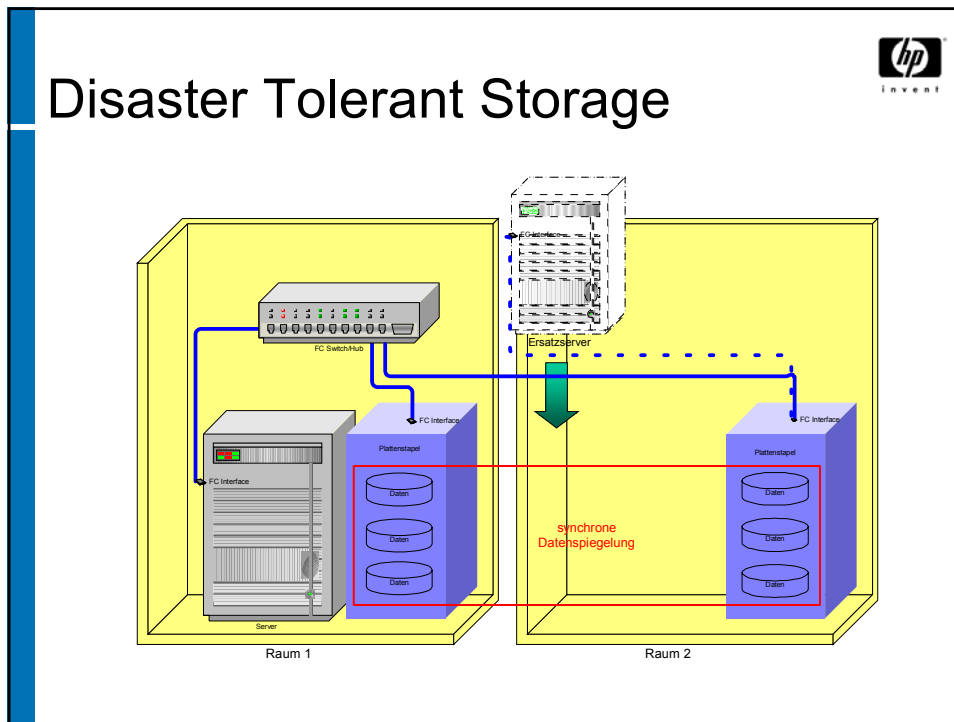 Disaster Tolerant Storage
hp
invent
FC Interface
Ersatzserver
FC Switch/Hub
FC Interface
FC Interface
Plattenstapel
Plattenstapel
FC Interface
Daten
Daten
synchrone
Datenspiegelung
Daten
Daten
Daten
Daten
Server
Raum 1
Raum 2